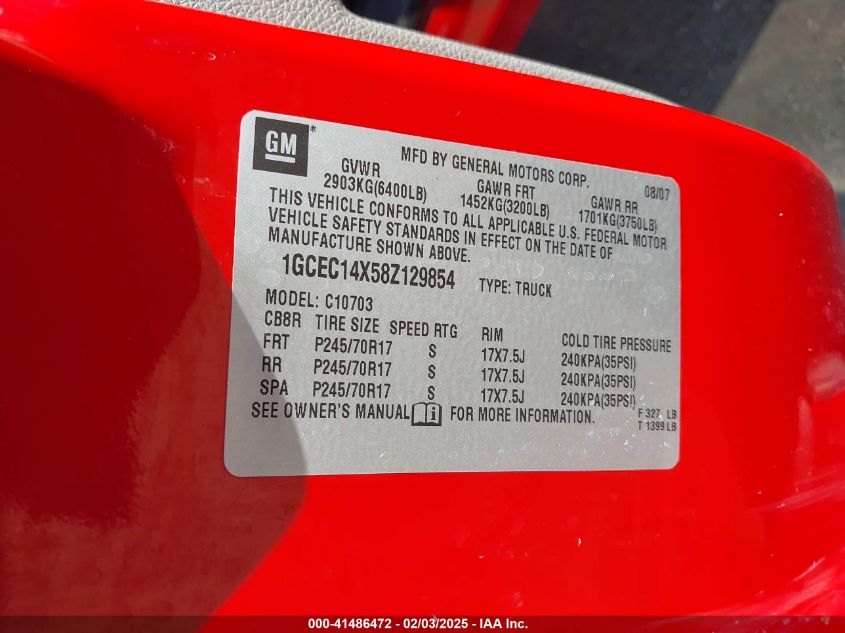 GM®
MFD BY GENERAL MOTORS CORP. 08/07
GVWR GAWR FRT GAWR RR
2903KG(6400LB) 1452KG(3200LB) 1701KG(3750LB)
THIS VEHICLE CONFORMS TO ALL APPLICABLE U.S. FEDERAL MOTOR
VEHICLE SAFETY STANDARDS IN EFFECT ON THE DATE OF
MANUFACTURE SHOWN ABOVE.
1GCEC14X58Z129854 TYPE: TRUCK
MODEL: C10703
CB8R TIRE SIZE SPEED RTG RIM COLD TIRE PRESSURE
FRT P245/70R17 S 17X7.5J 240KPA(35PSI)
RR P245/70R17 S 17X7.5J 240KPA(35PSI)
SPA P245/70R17 S 17X7.5J 240KPA(35PSI)
SEE OWNER'S MANUAL i FOR MORE INFORMATION.
F 327 LB
T 1399 LB
000-41486472 - 02/03/2025 - IAA Inc.